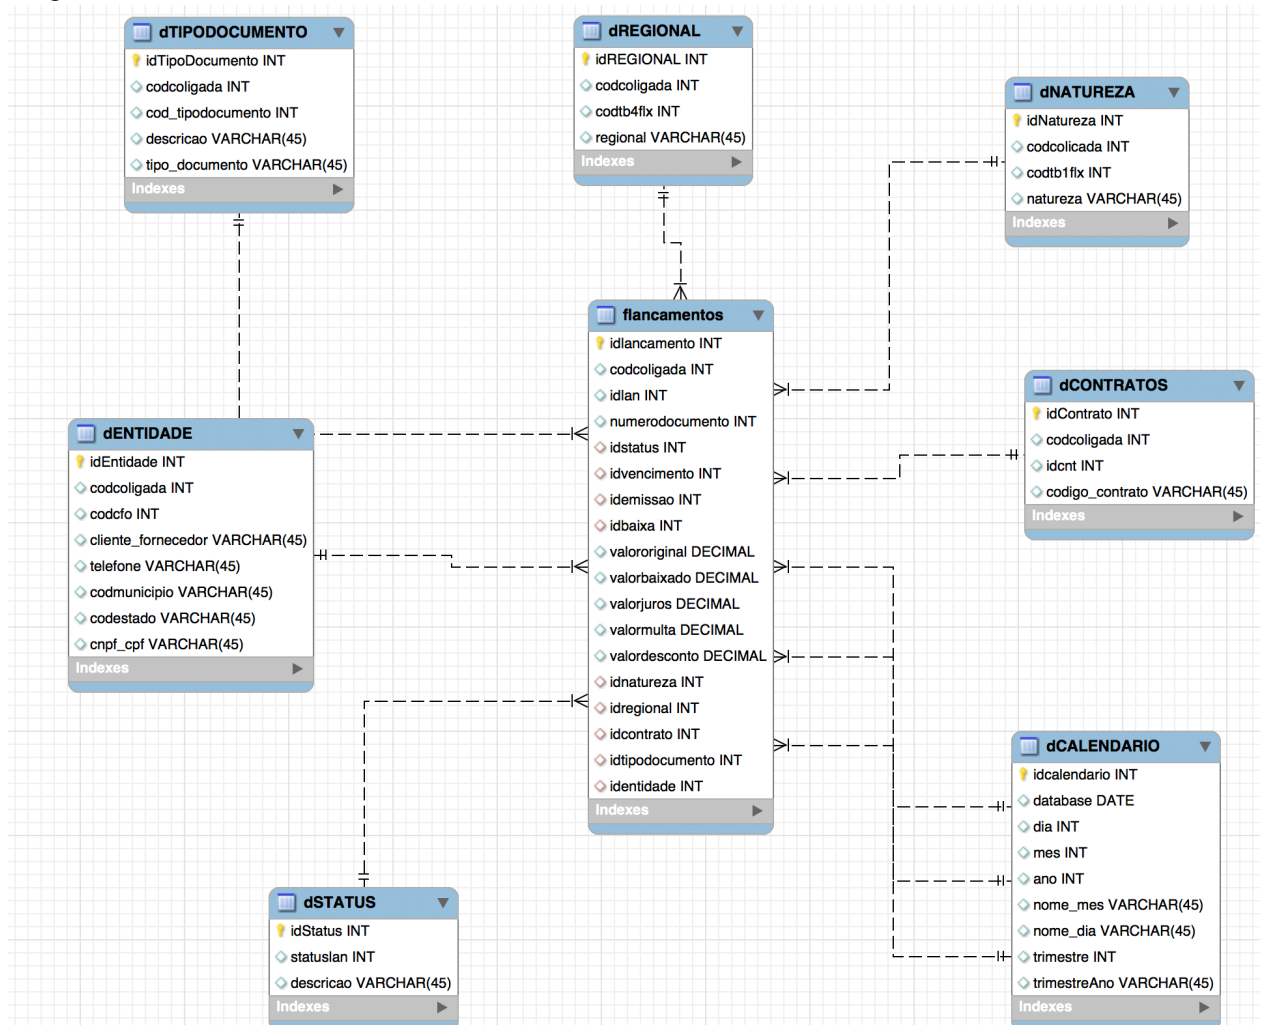 dTIPODOCUMENTO
idTipoDocumento INT
codcoligada INT
cod_tipodocumento INT
descricao VARCHAR(45)
tipo_documento VARCHAR(45)
Indexes
dREGIONAL
idREGIONAL INT
codcoligada INT
codtb4flx INT
regional VARCHAR(45)
Indexes
dNATUREZA
idNatureza INT
codcolicada INT
codtb1flx INT
natureza VARCHAR(45)
Indexes
flancamentos
idlancamento INT
codcoligada INT
idlan INT
numerodocumento INT
idstatus INT
idvencimento INT
idemissao INT
idbaixa INT
valororiginal DECIMAL
valorbaixado DECIMAL
valorjuros DECIMAL
valormulta DECIMAL
valordesconto DECIMAL
idnatureza INT
idregional INT
idcontrato INT
idtipodocumento INT
identidade INT
Indexes
dCONTRATOS
idContrato INT
codcoligada INT
idcnt INT
codigo_contrato VARCHAR(45)
Indexes
dENTIDADE
idEntidade INT
codcoligada INT
codcfo INT
cliente_fornecedor VARCHAR(45)
telefone VARCHAR(45)
codmunicipio VARCHAR(45)
codestado VARCHAR(45)
cnpf_cpf VARCHAR(45)
Indexes
dCALENDARIO
idcalendario INT
database DATE
dia INT
mes INT
ano INT
nome_mes VARCHAR(45)
nome_dia VARCHAR(45)
trimestre INT
trimestreAno VARCHAR(45)
Indexes
dSTATUS
idStatus INT
statuslan INT
descricao VARCHAR(45)
Indexes